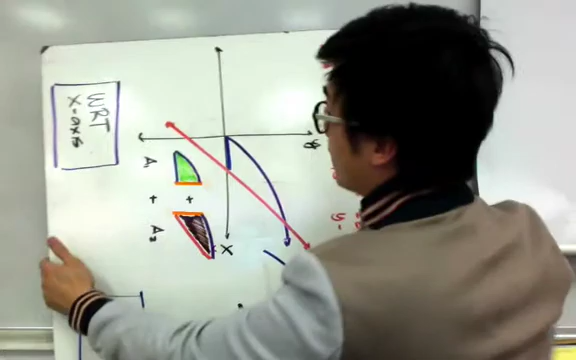 WRT
X-axis
A₁
+
+
A₂
X
y